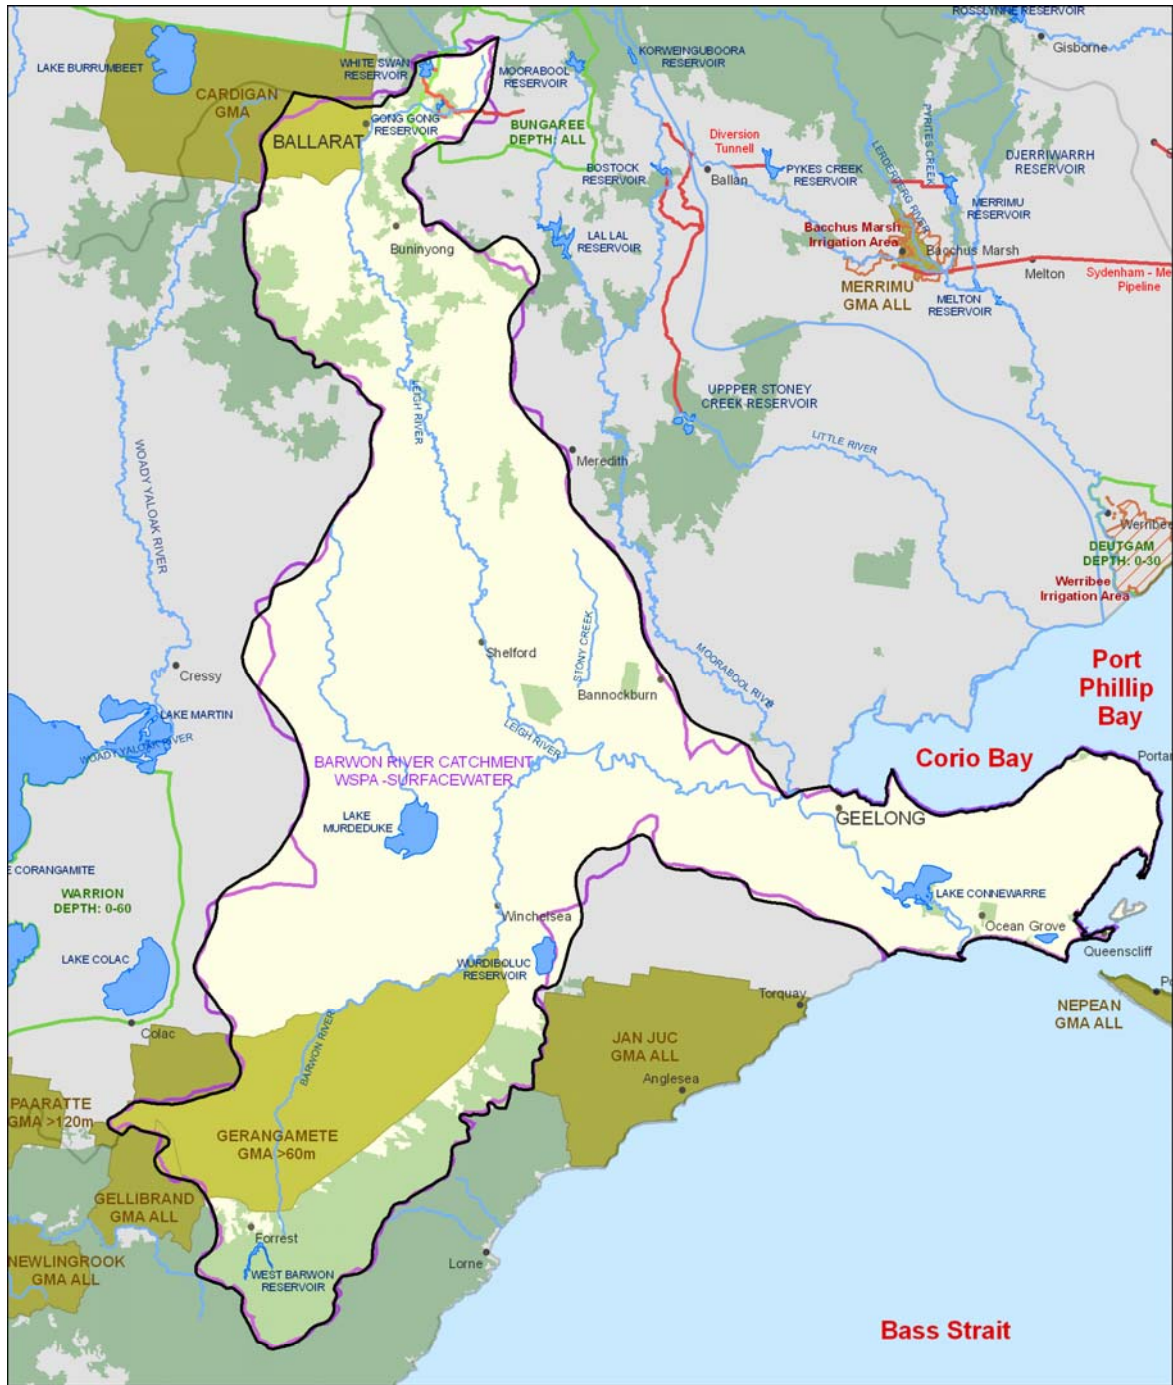 ROSSLYNNE RESERVOIR
Gisborne
KORWEINGUBOORA
RESERVOIR
LAKE BURRUMBEET
WHITE SWAN
RESERVOIR
MOORABOOL
RESERVOIR
CARDIGAN
GMA
GONG GONG
RESERVOIR
BALLARAT
BUNGAREE
DEPTH: ALL
Diversion
Tunnell
PYRITES CREEK
LERDERBERG RIVER
DJERRIWARRH
RESERVOIR
BOSTOCK
RESERVOIR
Ballan
PYKES CREEK
RESERVOIR
MERRIMU
RESERVOIR
Buninyong
LAL LAL
RESERVOIR
Bacchus Marsh
Irrigation Area
Bacchus Marsh
Melton
Sydenham - Me
Pipeline
MERRIMU
GMA ALL
MELTON
RESERVOIR
LEIGH RIVER
UPPPER STONEY
CREEK RESERVOIR
LITTLE RIVER
Meredith
WOADY YALOAK RIVER
Werribee
DEUTGAM
DEPTH: 0-30
Werribee
Irrigation Area
STONY CREEK
Shelford
Cressy
Bannockburn
MOORABOOL RIVER
Port
Phillip
Bay
LAKE MARTIN
WOADY YALOAK RIVER
LEIGH RIVER
BARWON RIVER CATCHMENT
WSPA -SURFACEWATER
Corio Bay
Portar
LAKE
MURDEDUKE
GEELONG
E CORANGAMITE
WARRION
DEPTH: 0-60
LAKE CONNEWARRE
Winchelsea
Ocean Grove
Queenscliff
LAKE COLAC
WURDIBOLUC
RESERVOIR
Torquay
NEPEAN
GMA ALL
Po
Colac
BARWON RIVER
JAN JUC
GMA ALL
Anglesea
PAARATTE
GMA >120m
GERANGAMETE
GMA >60m
GELLIBRAND
GMA ALL
Forrest
NEWLINGROOK
GMA ALL
WEST BARWON
RESERVOIR
Lorne
Bass Strait